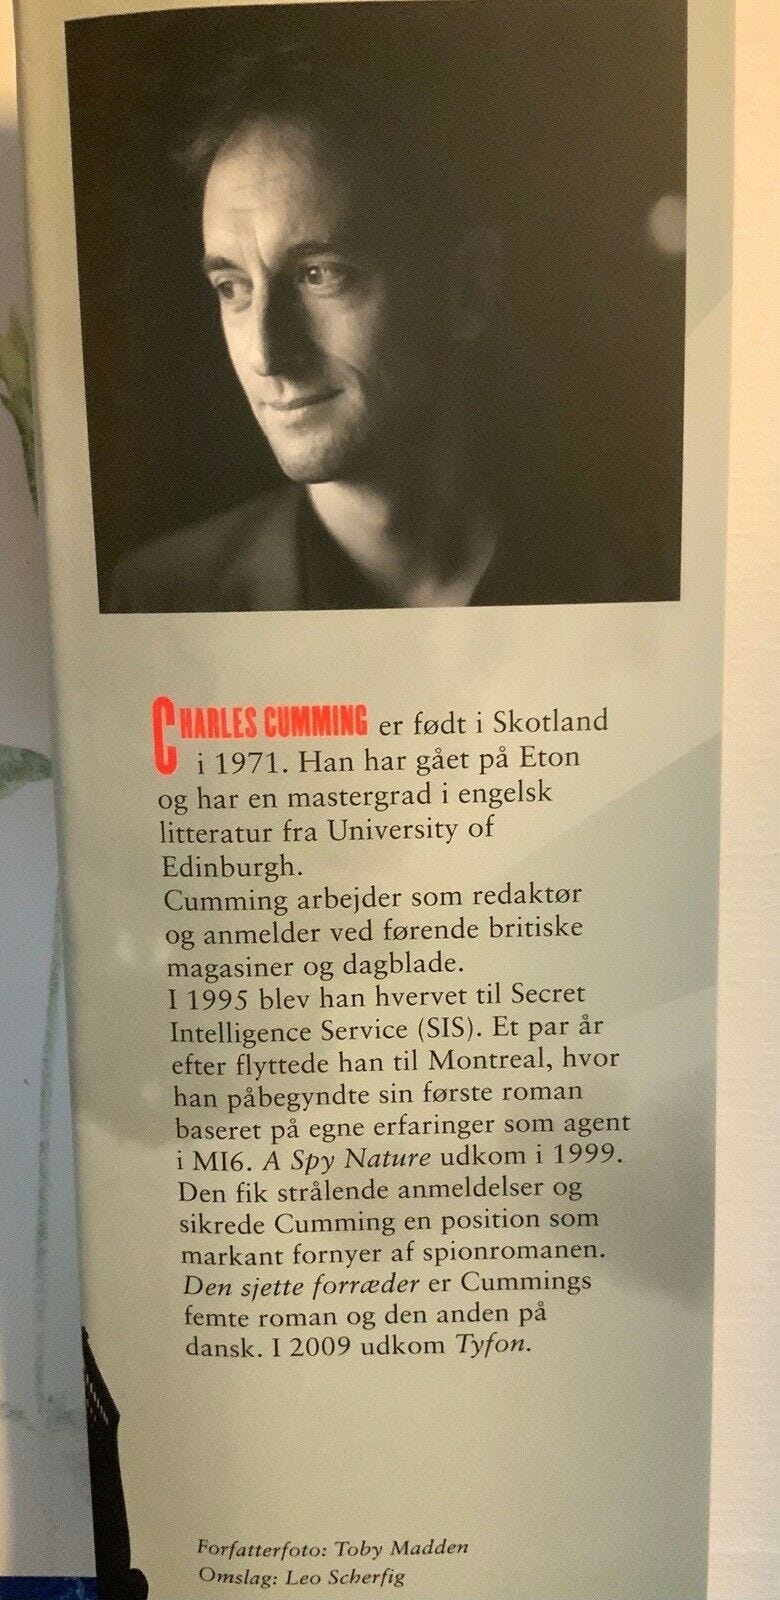 CHARLES CUMMING er født i Skotland
i 1971. Han har gået på Eton
og har en mastergrad i engelsk
litteratur fra University of
Edinburgh.
Cumming arbejder som redaktør
og anmelder ved førende britiske
magasiner og dagblade.
I 1995 blev han hvervet til Secret
Intelligence Service (SIS). Et par år
efter flyttede han til Montreal, hvor
han påbegyndte sin første roman
baseret på egne erfaringer som agent
i MI6. A Spy Nature udkom i 1999.
Den fik strålende anmeldelser og
sikrede Cumming en position som
markant fornyer af spionromanen.
Den sjette forræder er Cummings
femte roman og den anden på
dansk. I 2009 udkom Tyfon.
Forfatterfoto: Toby Madden
Omslag: Leo Scherfig